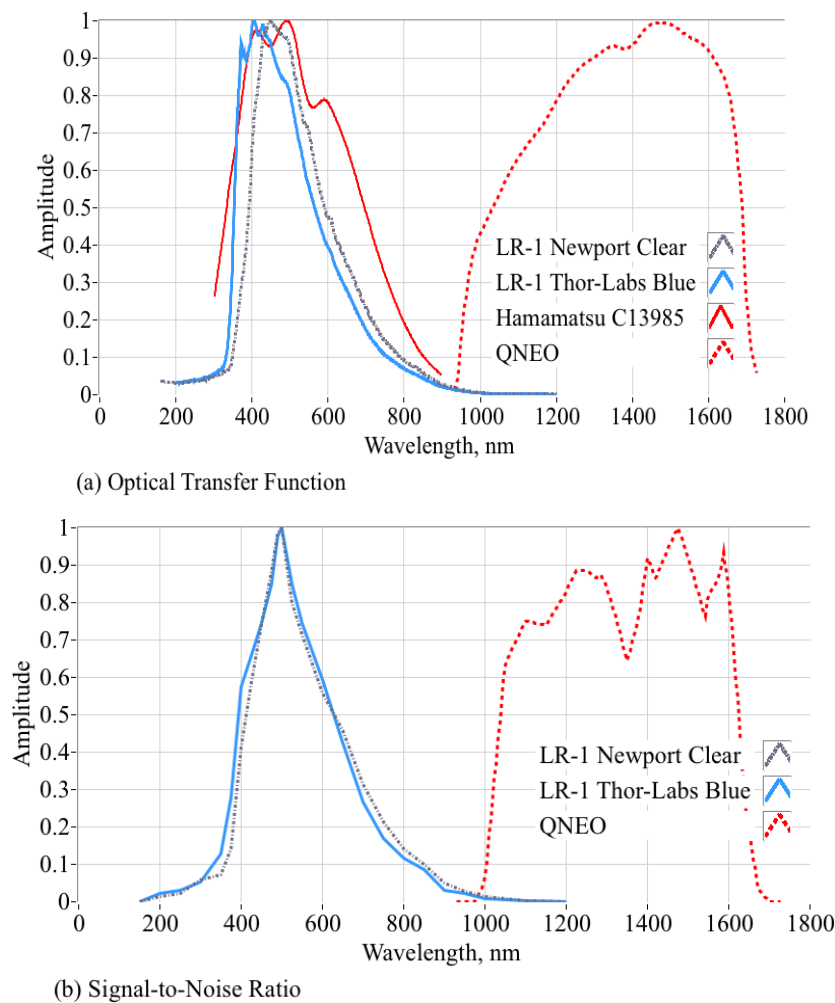 1
0.9
0.8
0.7
0.6
0.5
0.4
0.3
0.2
0.1
0
Amplitude
LR-1 Newport Clear
LR-1 Thor-Labs Blue
Hamamatsu C13985
QNEO
0 200 400 600 800 1000 1200 1400 1600 1800
Wavelength, nm
(a) Optical Transfer Function
1
0.9
0.8
0.7
0.6
0.5
0.4
0.3
0.2
0.1
0
Amplitude
LR-1 Newport Clear
LR-1 Thor-Labs Blue
QNEO
0 200 400 600 800 1000 1200 1400 1600 1800
Wavelength, nm
(b) Signal-to-Noise Ratio